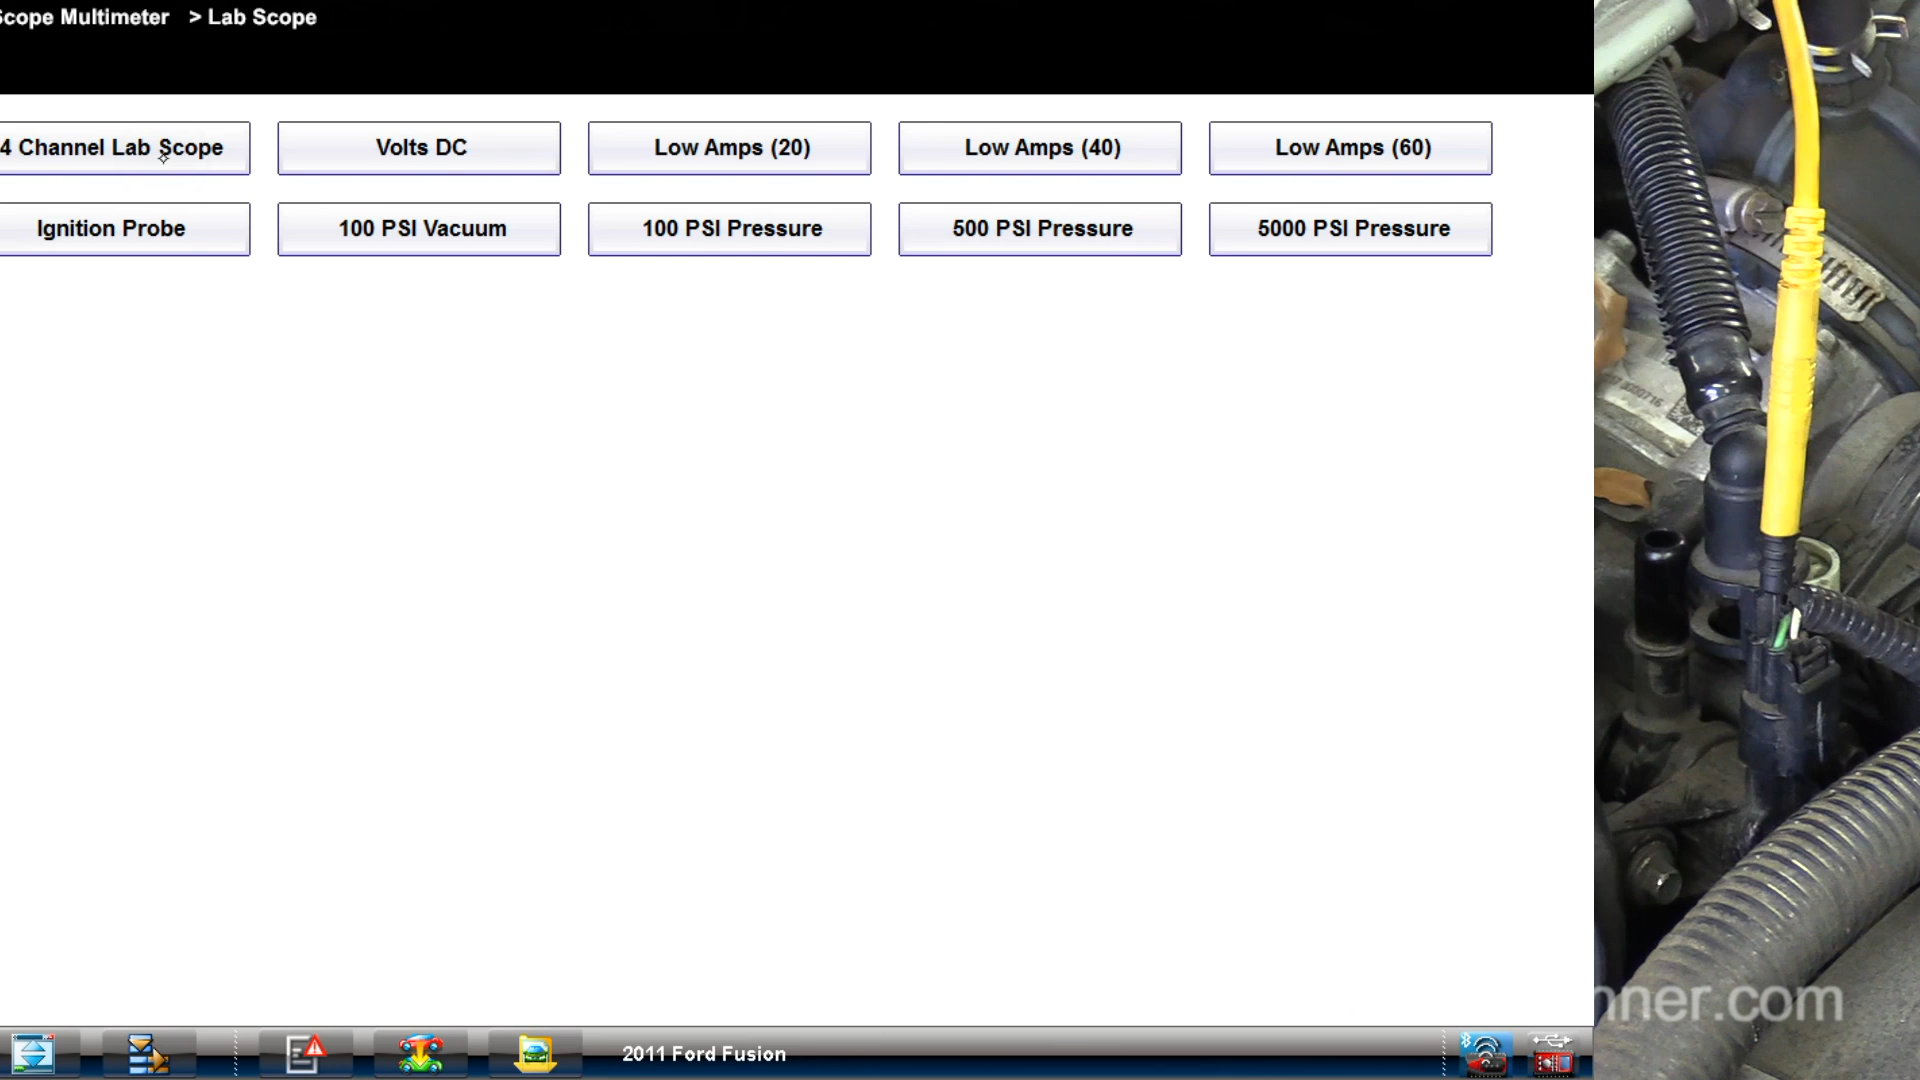 Scope Multimeter > Lab Scope
4 Channel Lab Scope
Volts DC
Low Amps (20)
Low Amps (40)
Low Amps (60)
Ignition Probe
100 PSI Vacuum
100 PSI Pressure
500 PSI Pressure
5000 PSI Pressure
nner.com
2011 Ford Fusion